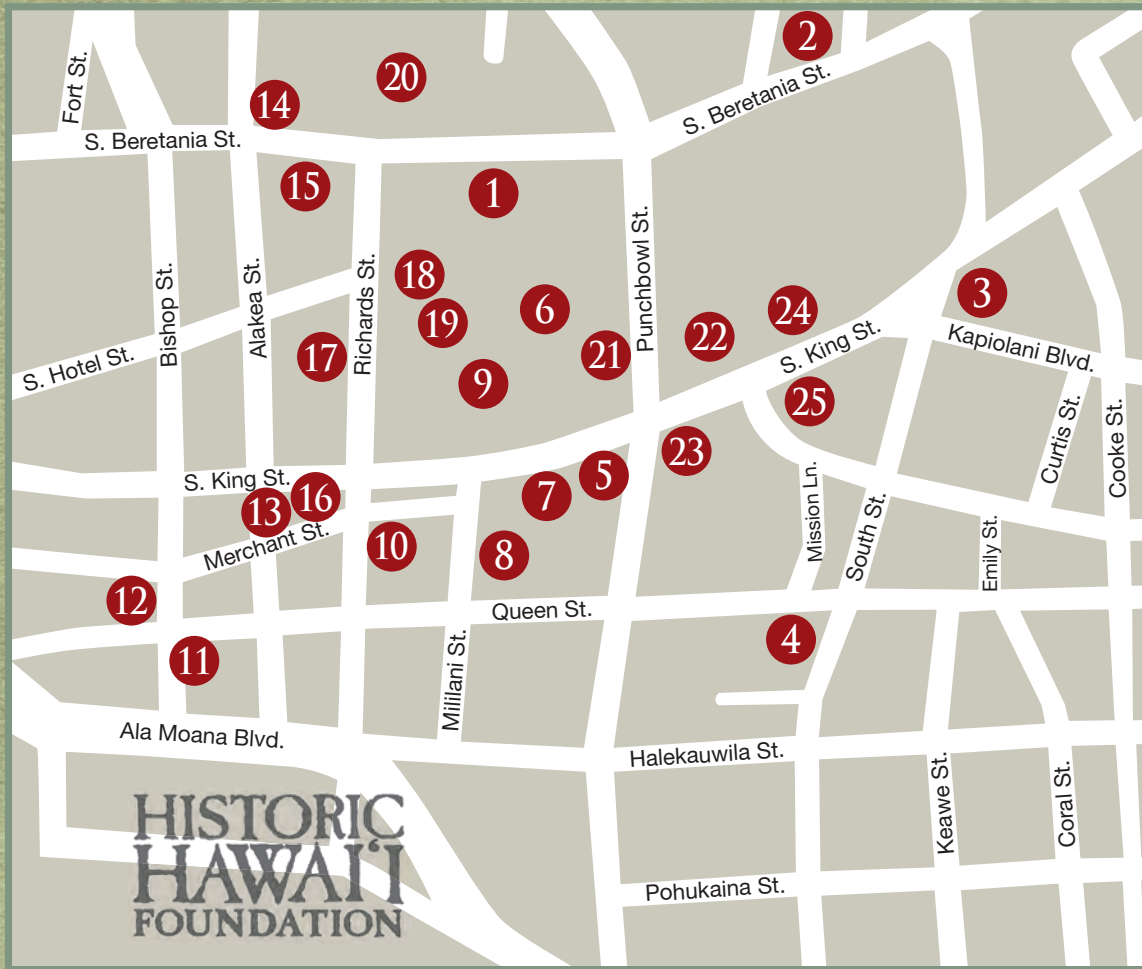 2
Fort St.
20
14
S. Beretania St.
S. Beretania St.
15
1
Punchbowl St.
18
Richards St.
Alakea St.
Bishop St.
19
6
24
3
22
S. King St.
Kapiolani Blvd.
S. Hotel St.
17
21
9
25
Curtis St.
Cooke St.
23
S. King St.
5
16
7
13
Merchant St.
10
8
Mission Ln.
South St.
Emily St.
12
Queen St.
4
11
Mililani St.
Ala Moana Blvd.
Halekauwila St.
Keawe St.
Coral St.
Pohukaina St.
HISTORIC
HAWAI‘I
FOUNDATION